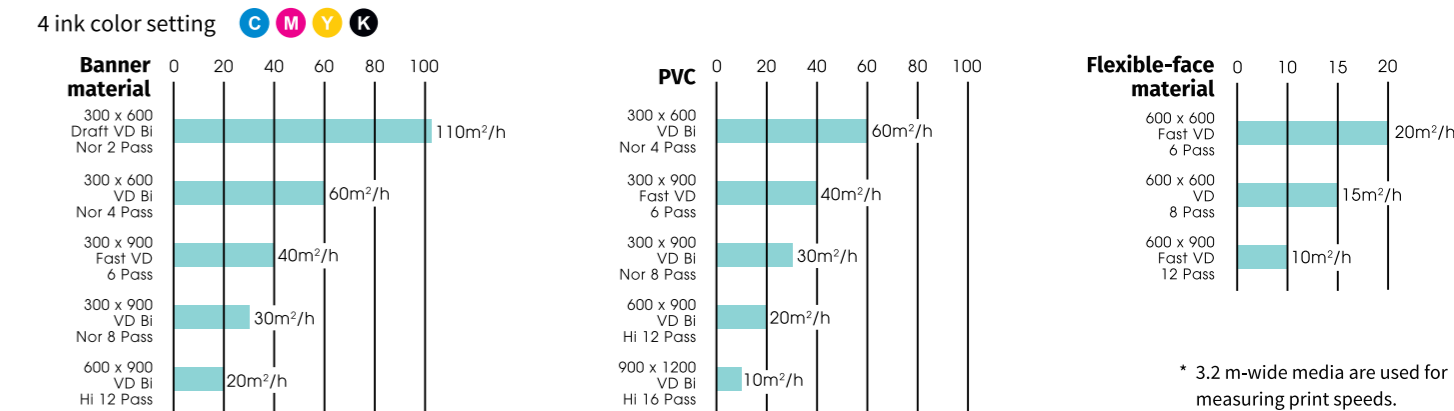 4 ink color setting C M Y K
Banner material
0 20 40 60 80 100
300 x 600
Draft VD Bi
Nor 2 Pass
110m²/h
300 x 600
VD Bi
Nor 4 Pass
60m²/h
300 x 900
Fast VD
6 Pass
40m²/h
300 x 900
VD Bi
Nor 8 Pass
30m²/h
600 x 900
VD Bi
Hi 12 Pass
20m²/h
PVC
0 20 40 60 80 100
300 x 600
VD Bi
Nor 4 Pass
60m²/h
300 x 900
Fast VD
6 Pass
40m²/h
300 x 900
VD Bi
Nor 8 Pass
30m²/h
600 x 900
VD Bi
Hi 12 Pass
20m²/h
900 x 1200
VD Bi
Hi 16 Pass
10m²/h
Flexible-face
material
0 10 15 20
600 x 600
Fast VD
6 Pass
20m²/h
600 x 600
VD
8 Pass
15m²/h
600 x 900
Fast VD
12 Pass
10m²/h
* 3.2 m-wide media are used for
measuring print speeds.